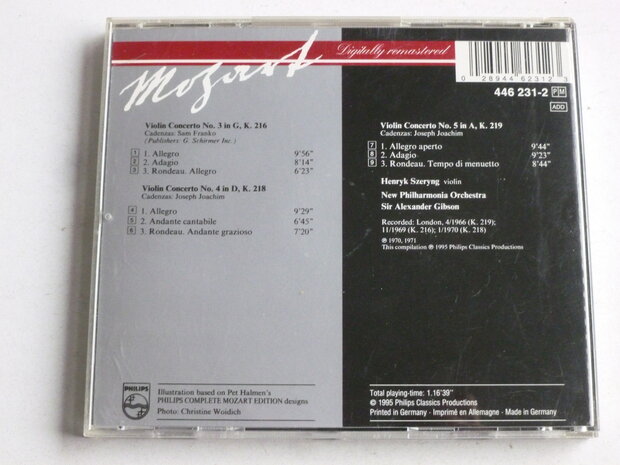 Mozart
Digitally remastered
0 28944 62312 3
446 231-2
P M
ADD
Violin Concerto No. 3 in G, K. 216
Cadenzas: Sam Franko
(Publishers: G. Schirmer Inc.)
1 1. Allegro 9'56"
2 2. Adagio 8'14"
3 3. Rondeau. Allegro 6'23"
Violin Concerto No. 4 in D, K. 218
Cadenzas: Joseph Joachim
4 1. Allegro 9'29"
5 2. Andante cantabile 6'45"
6 3. Rondeau. Andante grazioso 7'20"
Violin Concerto No. 5 in A, K. 219
Cadenzas: Joseph Joachim
7 1. Allegro aperto 9'44"
8 2. Adagio 9'23"
9 3. Rondeau. Tempo di menuetto 8'44"
Henryk Szeryng violin
New Philharmonia Orchestra
Sir Alexander Gibson
Recorded: London, 4/1966 (K. 219);
11/1969 (K. 216); 1/1970 (K. 218)
℗ 1970, 1971
This compilation ℗ 1995 Philips Classics Productions
PHILIPS
Illustration based on Pet Halmen's
PHILIPS COMPLETE MOZART EDITION designs
Photo: Christine Woidich
Total playing-time: 1.16'39"
© 1995 Philips Classics Productions
Printed in Germany - Imprimé en Allemagne - Made in Germany